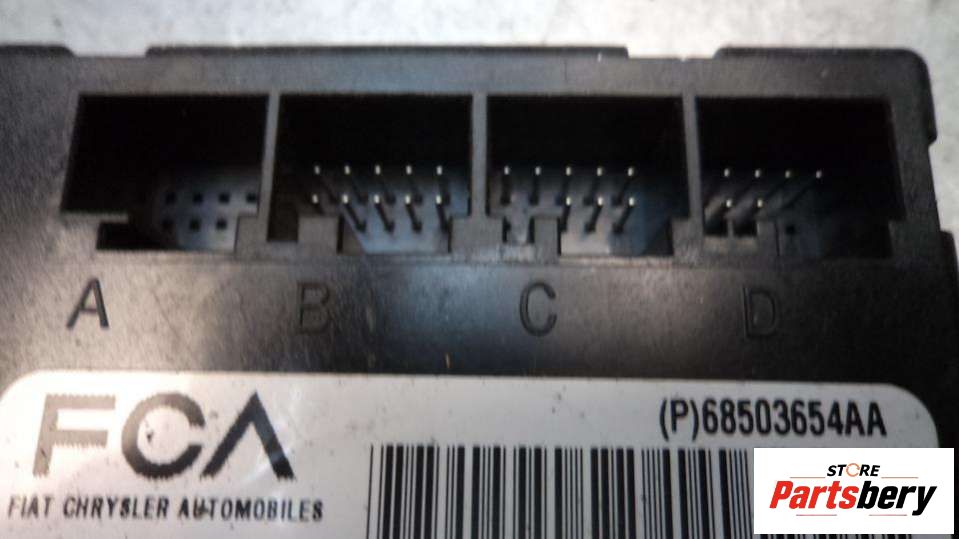 A B C D
FCA
(P)68503654AA
FIAT CHRYSLER AUTOMOBILES
STORE
Partsbery